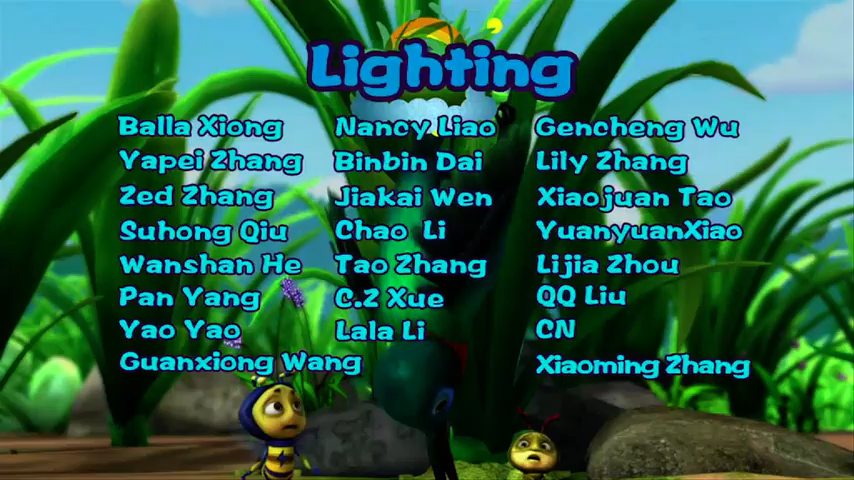 Lighting
Balla Xiong Nancy Liao Gencheng Wu
Yapei Zhang Binbin Dai Lily Zhang
Zed Zhang Jiakai Wen Xiaojuan Tao
Suhong Qiu Chao Li YuanyuanXiao
Wanshan He Tao Zhang Lijia Zhou
Pan Yang C.Z Xue QQ Liu
Yao Yao Lala Li CN
Guanxiong Wang Xiaoming Zhang